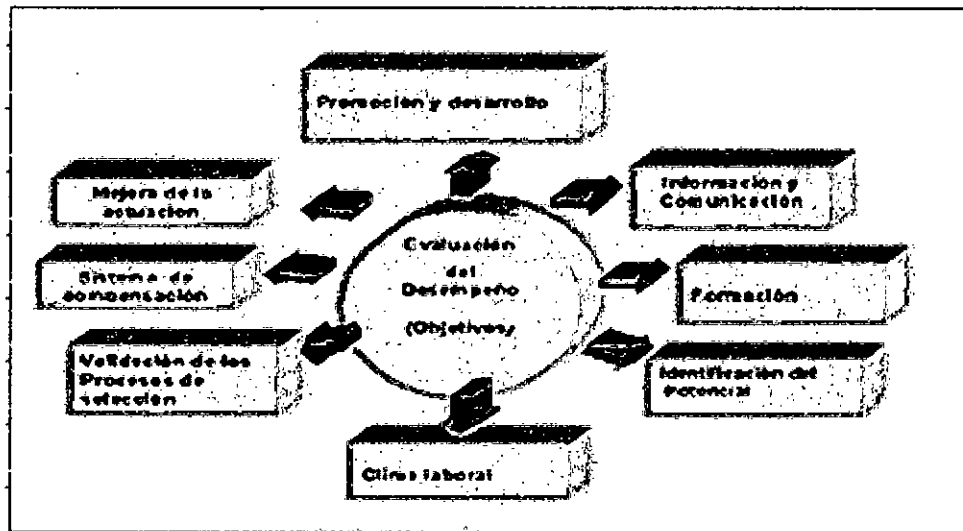 Promoción y desarrollo
Mejora de la
actuación
Información y
Comunicación
Evaluación
del
Desempeño
(Objetivos)
Sistema de
compensación
Formación
Validación de los
Procesos de
selección
Identificación del
Potencial
Clima laboral